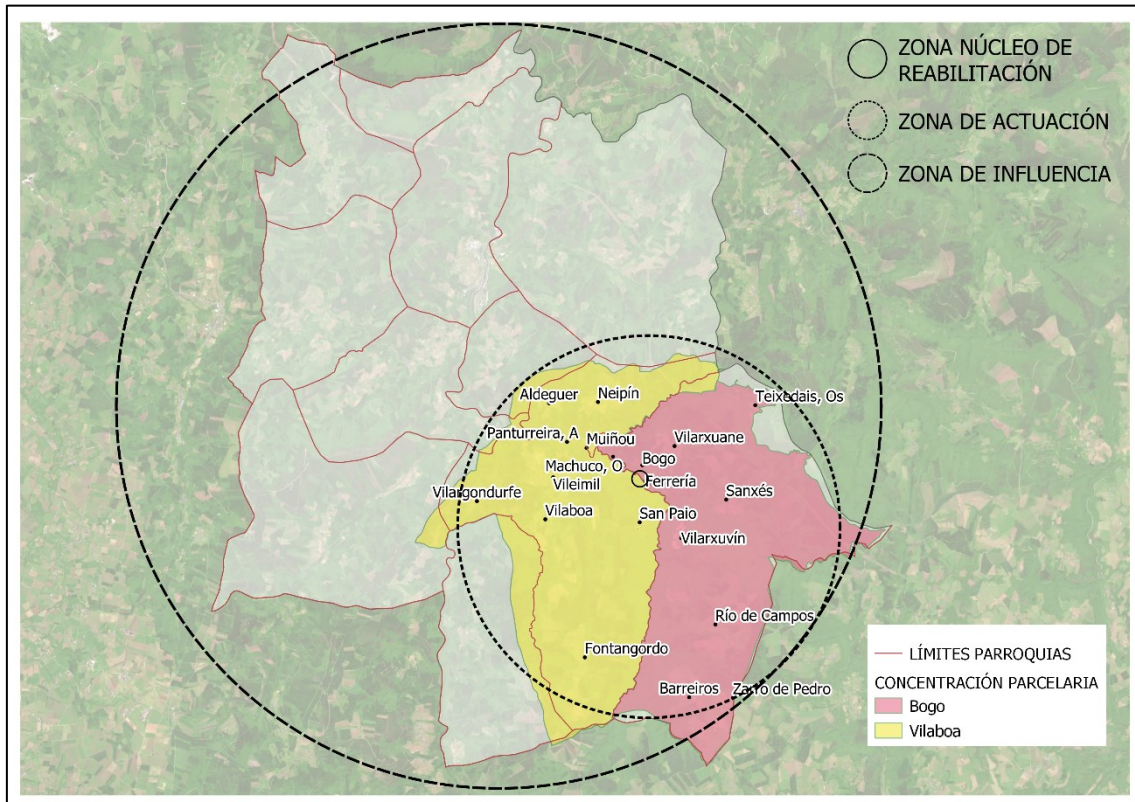 ZONA NÚCLEO DE
REABILITACIÓN
ZONA DE ACTUACIÓN
ZONA DE INFLUENCIA
Aldeguer
Neipín
Teixedais, Os
Panturreira, A
Muiñou
Vilarxuane
Bogo
Machuco, O
Vileimil
Ferrería
Vilargondurfe
Sanxés
Vilaboa
San Paio
Vilarxuvín
Río de Campos
Fontangordo
Barreiros
Zarro de Pedro
LÍMITES PARROQUIAS
CONCENTRACIÓN PARCELARIA
Bogo
Vilaboa